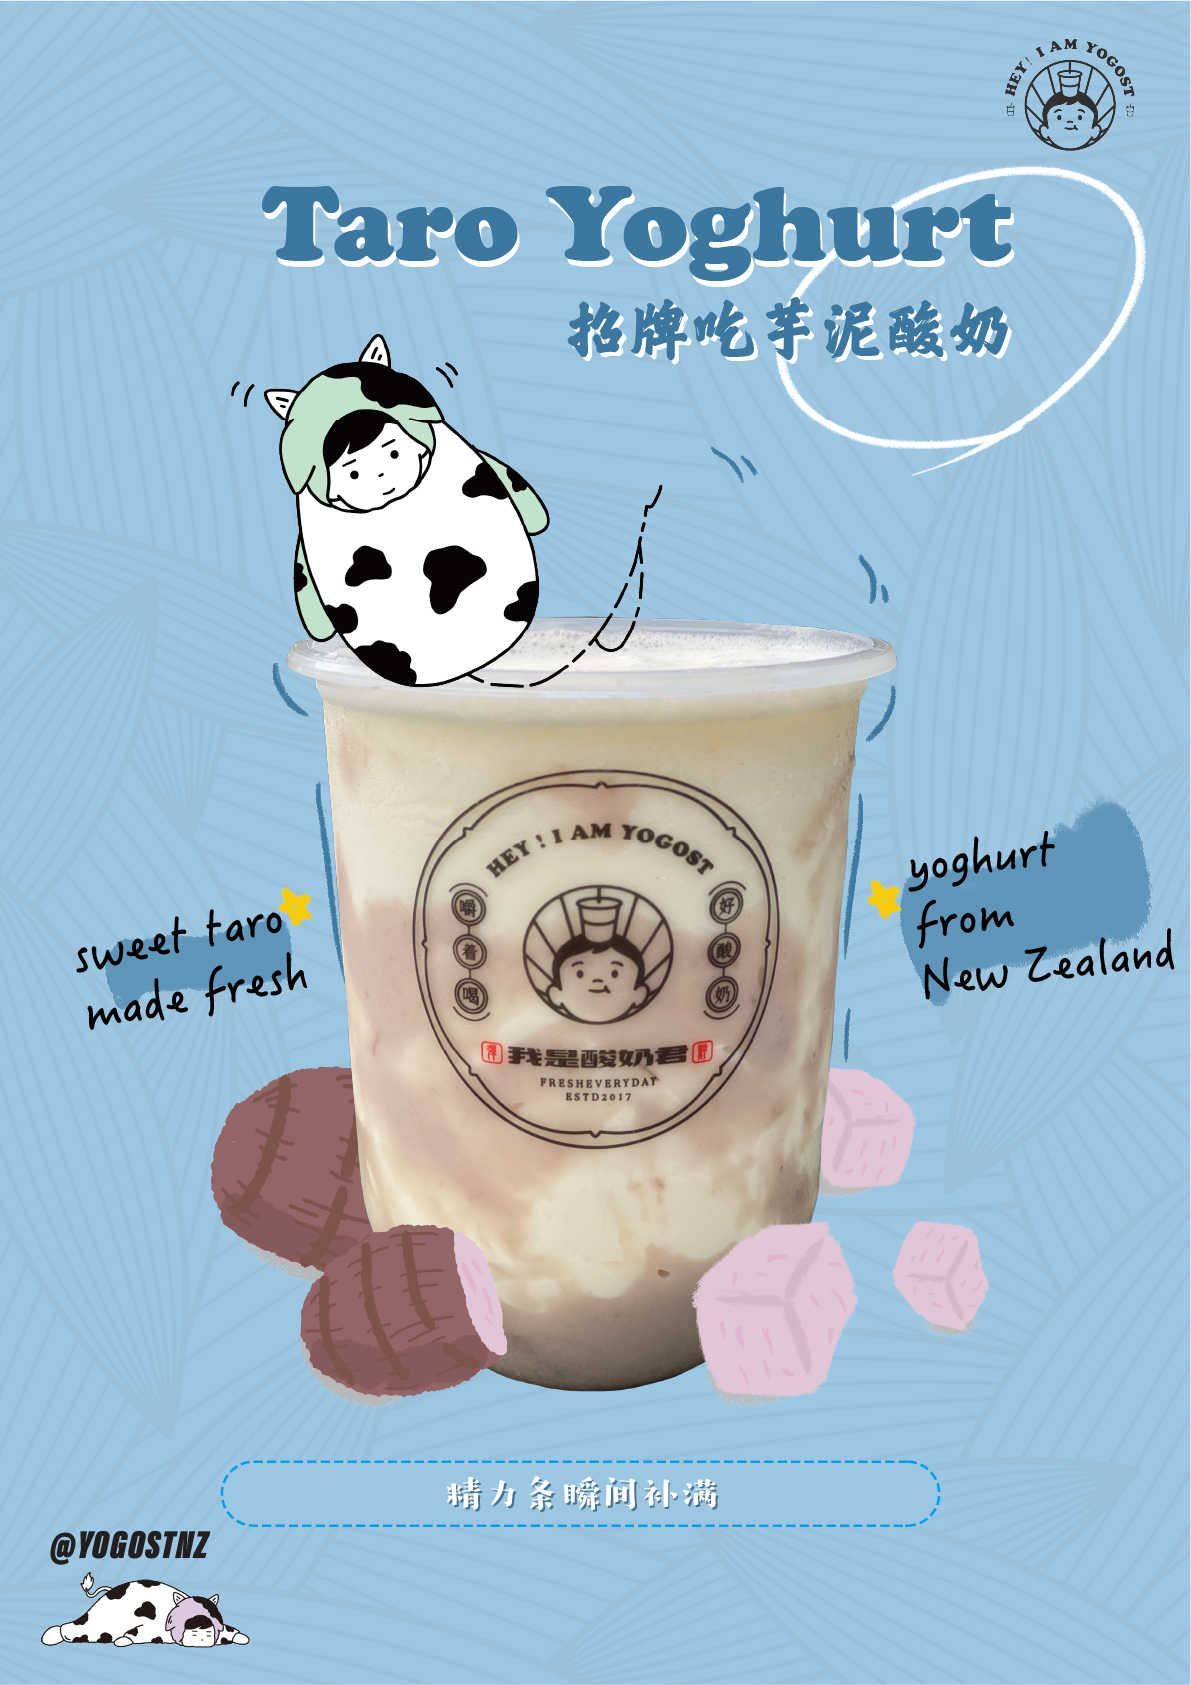 HEY! I AM YOGOST
Taro Yoghurt
招牌吃芋泥酸奶
HEY! I AM YOGOST
嚼着喝
好酸奶
我是酸奶君
FRESHEVERYDAY
ESTD2017
sweet taro
made fresh
yoghurt
from
New Zealand
精力条瞬间补满
@YOGOSTNZ